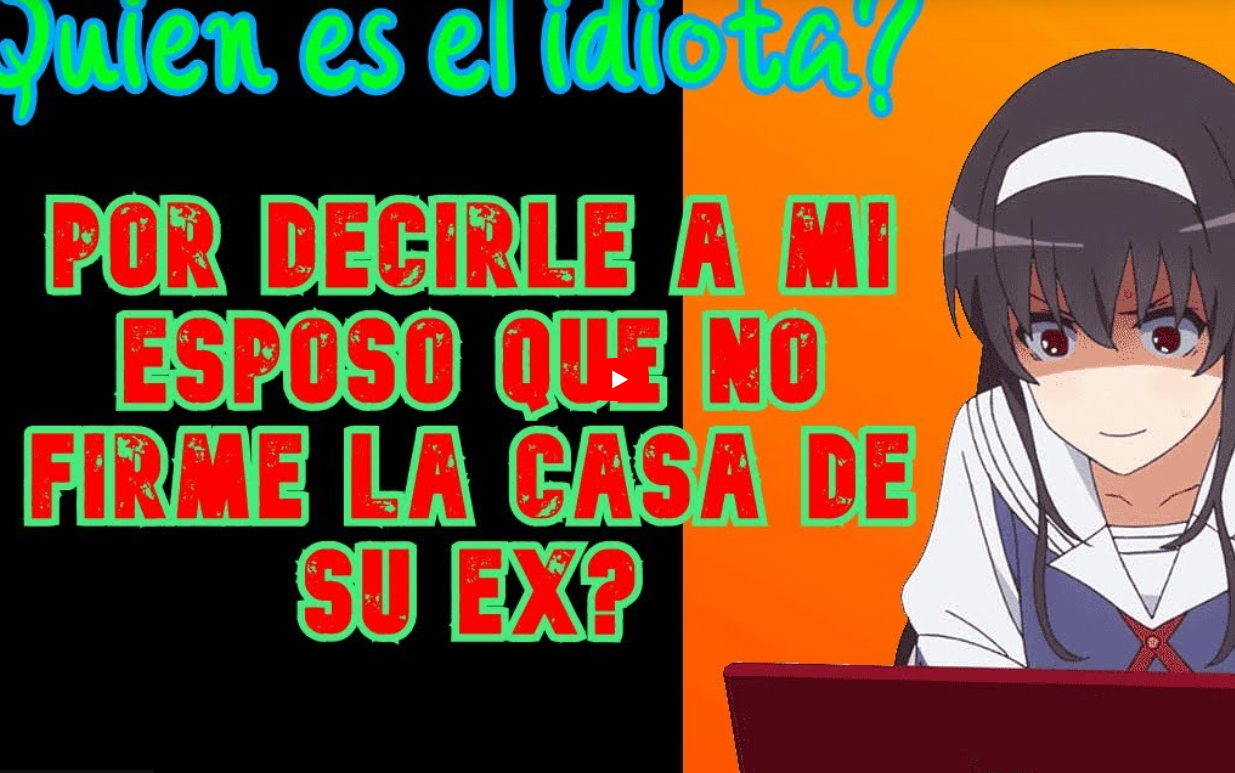 Quien es el idiota?
POR DECIRLE A MI
ESPOSO QUE NO
FIRME LA CASA DE
SU EX?